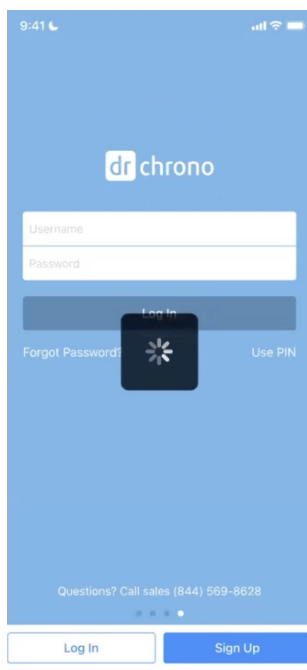 9:41
dr chrono
Username
Password
Log In
Forgot Password?
Use PIN
Questions? Call sales (844) 569-8628
Log In
Sign Up